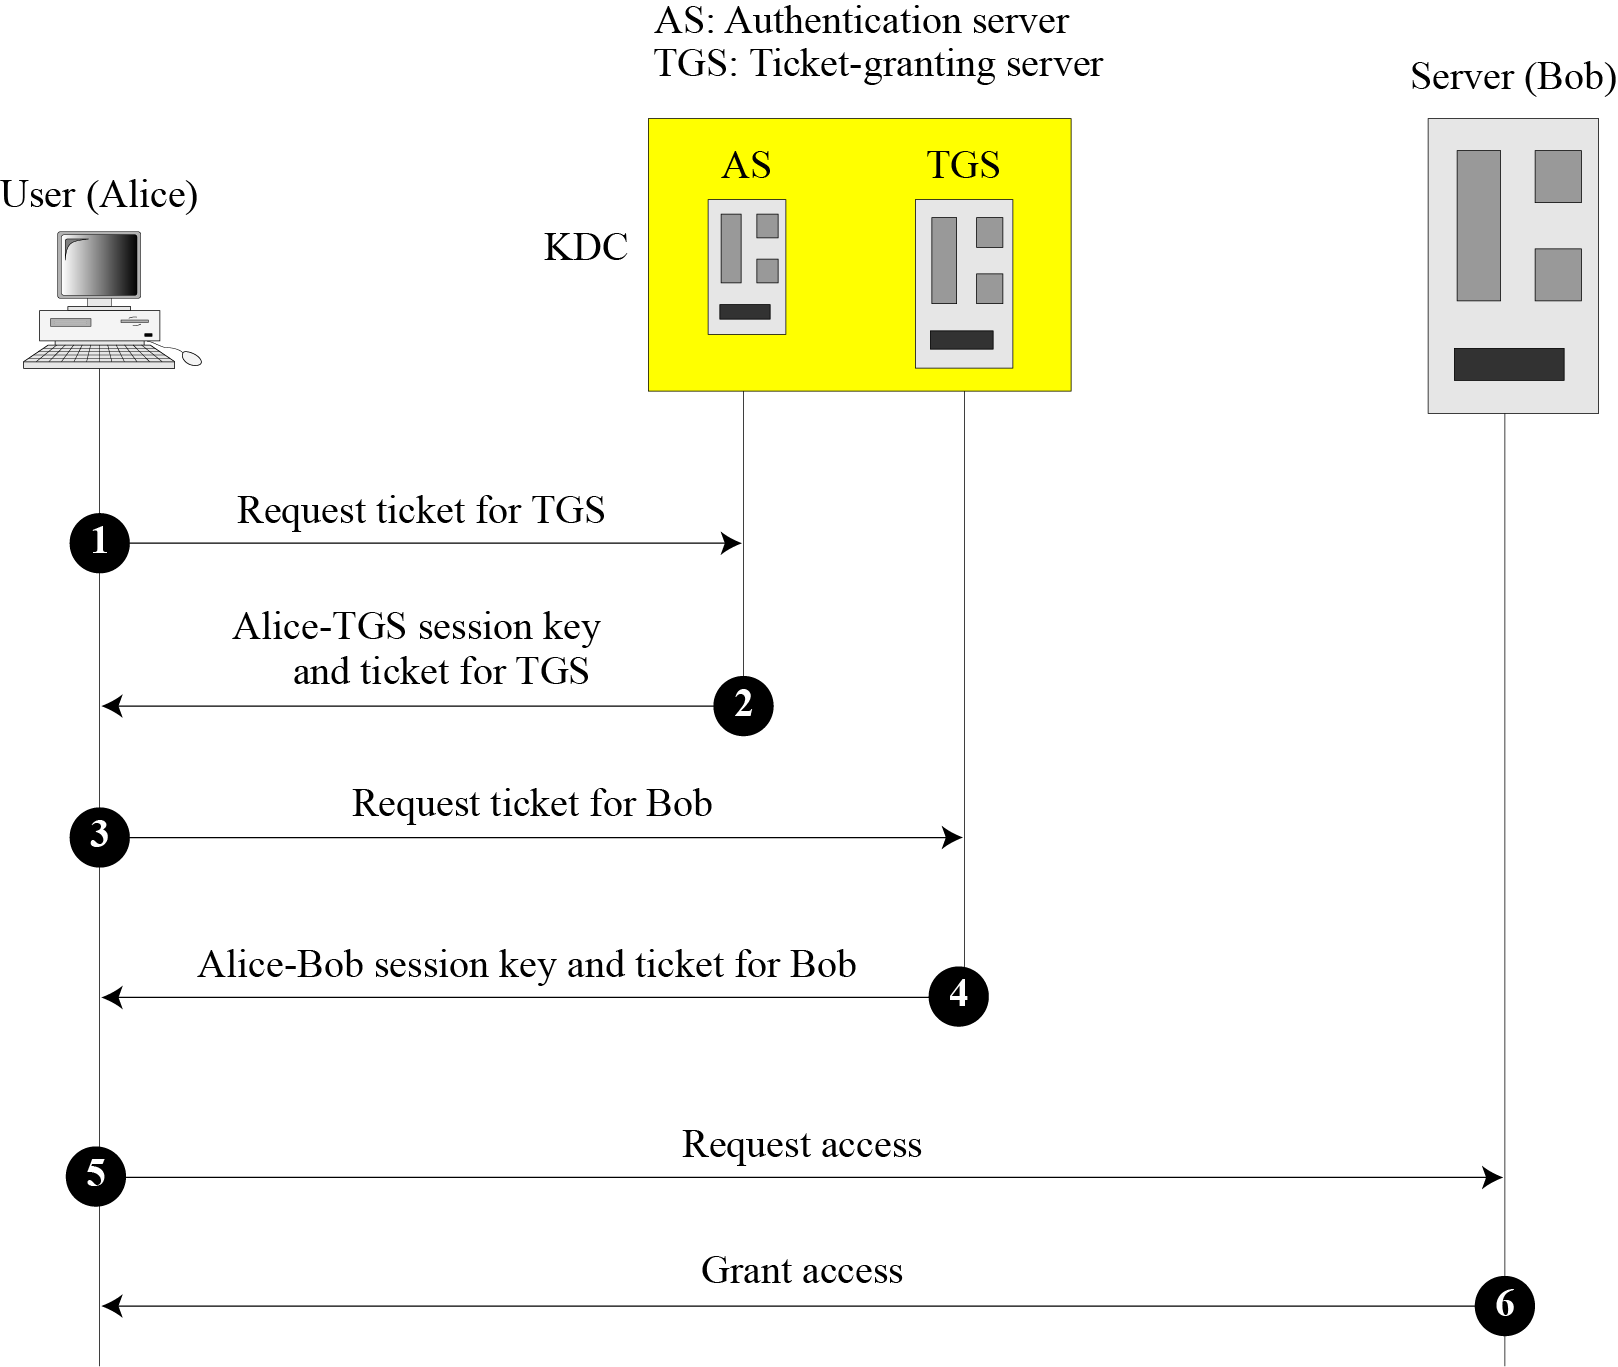 AS: Authentication server
TGS: Ticket-granting server
Server (Bob)
AS
TGS
User (Alice)
KDC
Request ticket for TGS
1
Alice-TGS session key
and ticket for TGS
2
Request ticket for Bob
3
Alice-Bob session key and ticket for Bob
4
Request access
5
Grant access
6